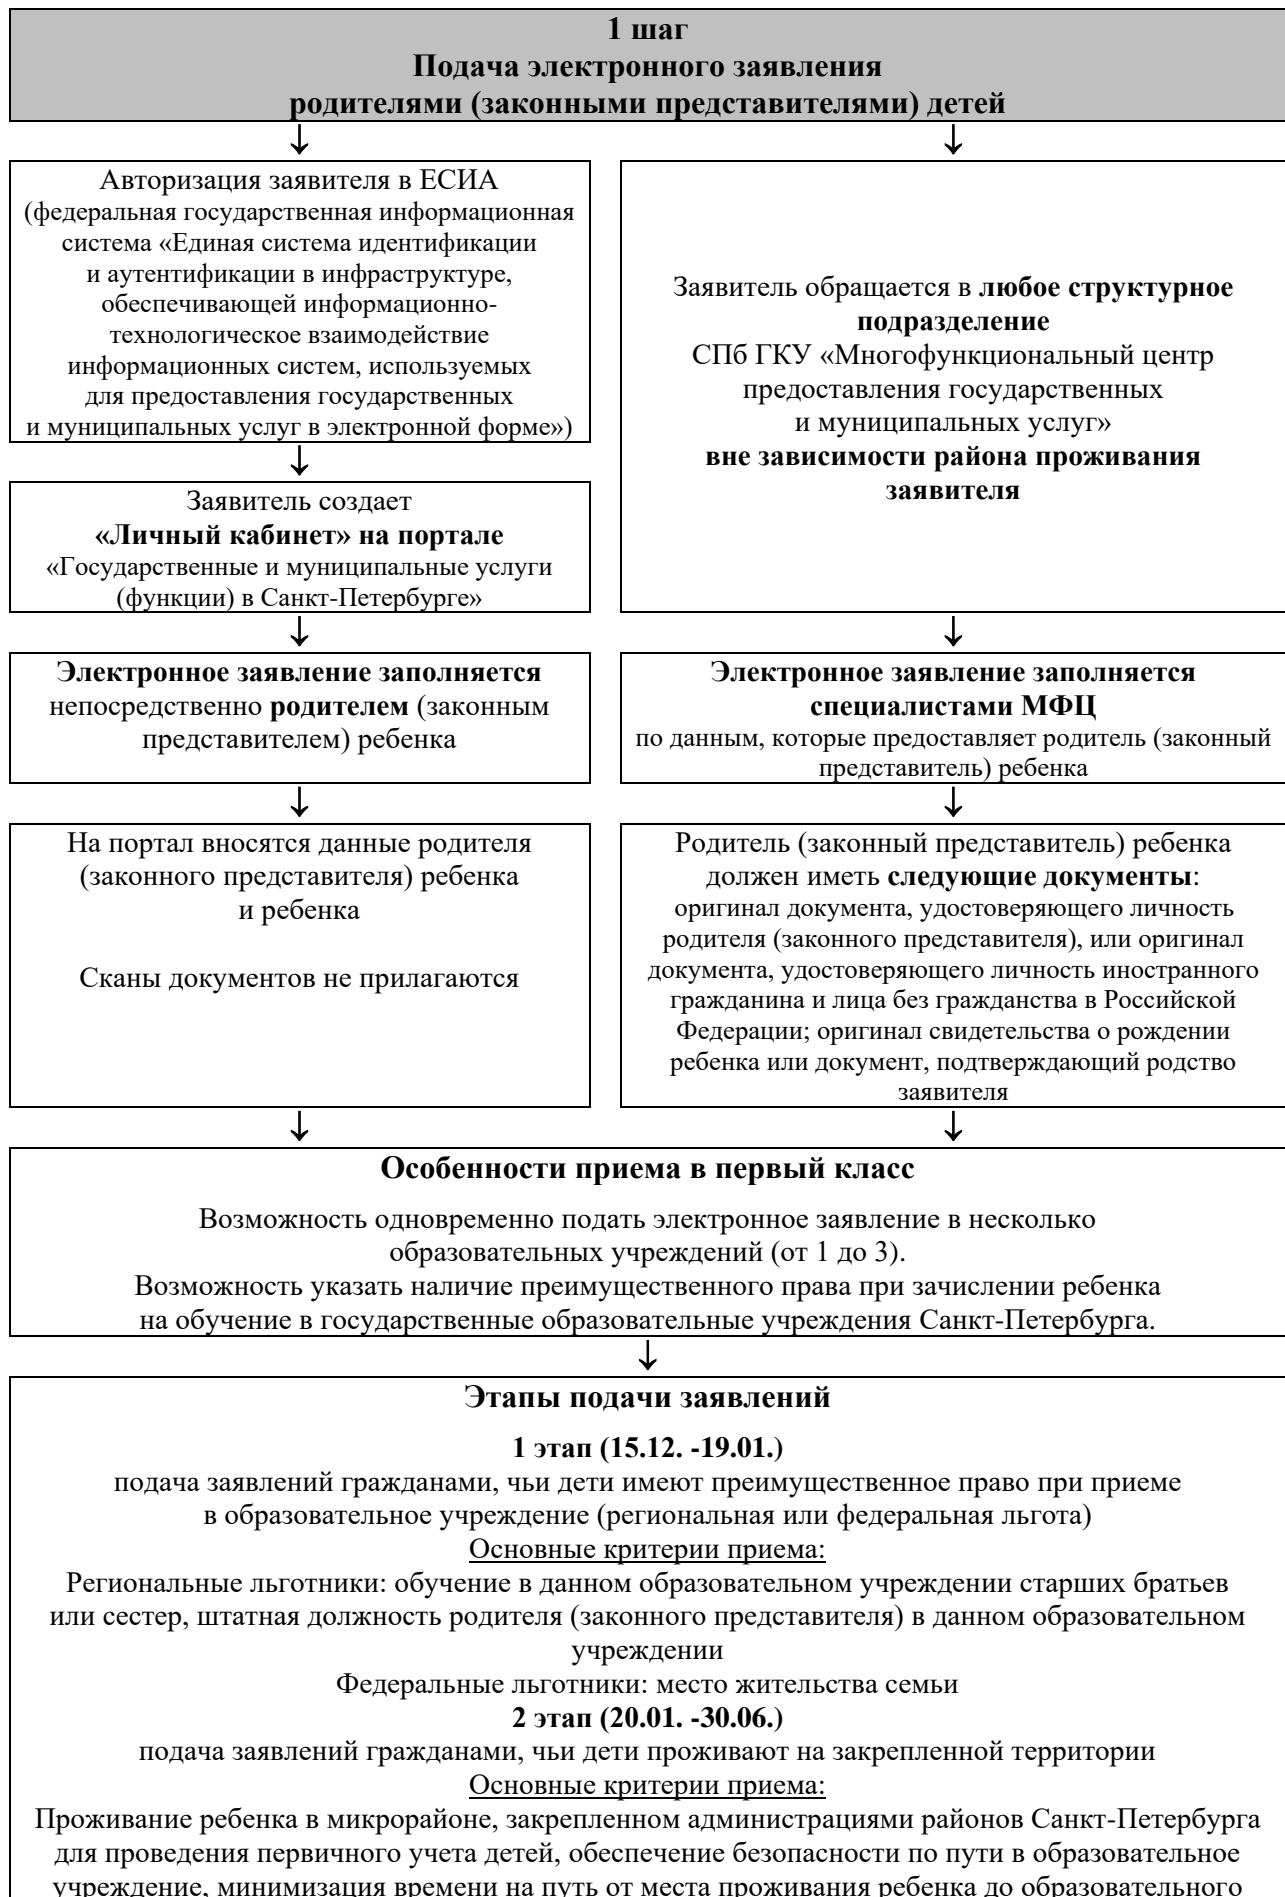 1 шаг
Подача электронного заявления
родителями (законными представителями) детей
Авторизация заявителя в ЕСИА
(федеральная государственная информационная
система «Единая система идентификации
и аутентификации в инфраструктуре,
обеспечивающей информационно-
технологическое взаимодействие
информационных систем, используемых
для предоставления государственных
и муниципальных услуг в электронной форме»)
Заявитель создает
«Личный кабинет» на портале
«Государственные и муниципальные услуги
(функции) в Санкт-Петербурге»
Электронное заявление заполняется
непосредственно родителем (законным
представителем) ребенка
На портал вносятся данные родителя
(законного представителя) ребенка
и ребенка
Сканы документов не прилагаются
Заявитель обращается в любое структурное
подразделение
СПб ГКУ «Многофункциональный центр
предоставления государственных
и муниципальных услуг»
вне зависимости района проживания
заявителя
Электронное заявление заполняется
специалистами МФЦ
по данным, которые предоставляет родитель (законный
представитель) ребенка
Родитель (законный представитель) ребенка
должен иметь следующие документы:
оригинал документа, удостоверяющего личность
родителя (законного представителя), или оригинал
документа, удостоверяющего личность иностранного
гражданина и лица без гражданства в Российской
Федерации; оригинал свидетельства о рождении
ребенка или документ, подтверждающий родство
заявителя
Особенности приема в первый класс
Возможность одновременно подать электронное заявление в несколько
образовательных учреждений (от 1 до 3).
Возможность указать наличие преимущественного права при зачислении ребенка
на обучение в государственные образовательные учреждения Санкт-Петербурга.
Этапы подачи заявлений
1 этап (15.12. -19.01.)
подача заявлений гражданами, чьи дети имеют преимущественное право при приеме
в образовательное учреждение (региональная или федеральная льгота)
Основные критерии приема:
Региональные льготники: обучение в данном образовательном учреждении старших братьев
или сестер, штатная должность родителя (законного представителя) в данном образовательном
учреждении
Федеральные льготники: место жительства семьи
2 этап (20.01. -30.06.)
подача заявлений гражданами, чьи дети проживают на закрепленной территории
Основные критерии приема:
Проживание ребенка в микрорайоне, закрепленном администрациями районов Санкт-Петербурга
для проведения первичного учета детей, обеспечение безопасности по пути в образовательное
учреждение, минимизация времени на путь от места проживания ребенка до образовательного